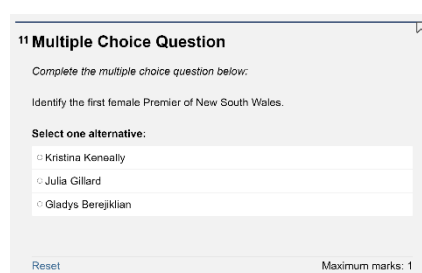 11 Multiple Choice Question
Complete the multiple choice question below:
Identify the first female Premier of New South Wales.
Select one alternative:
Kristina Keneally
Julia Gillard
Gladys Berejiklian
Reset Maximum marks: 1